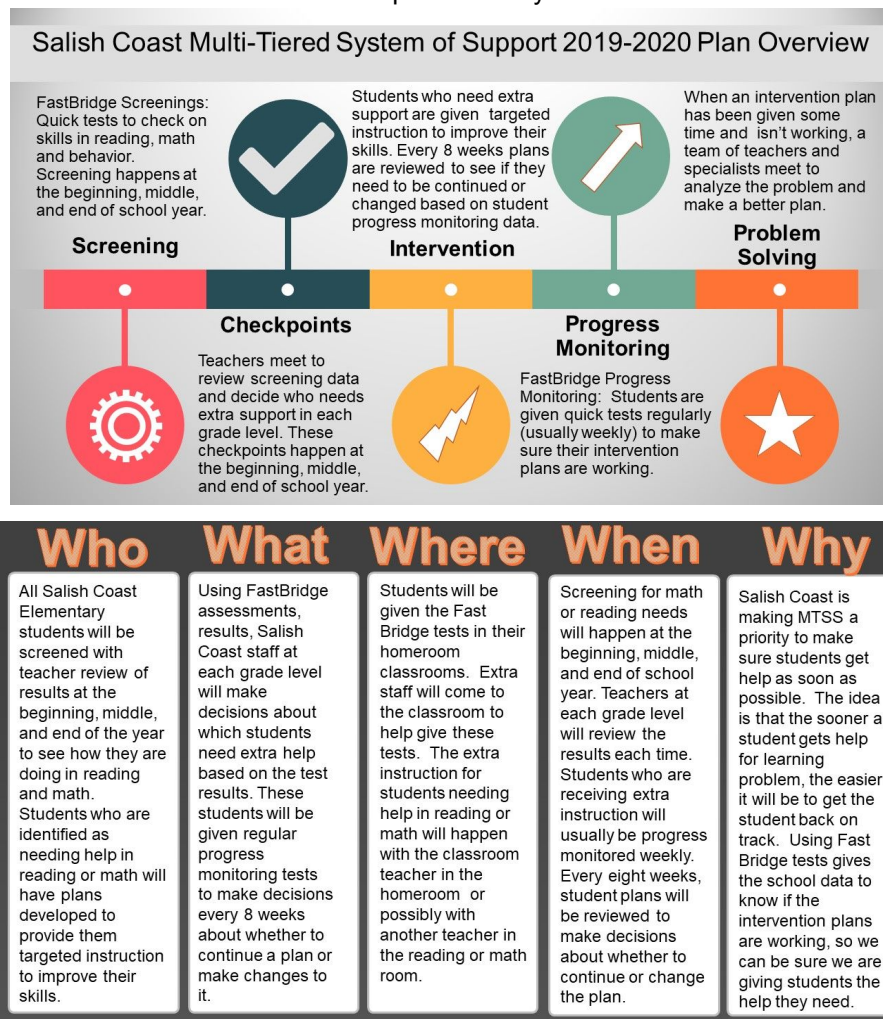 Salish Coast Multi-Tiered System of Support 2019-2020 Plan Overview
FastBridge Screenings:
Quick tests to check on
skills in reading, math
and behavior.
Screening happens at
the beginning, middle,
and end of school year.
Screening
Checkpoints
Teachers meet to
review screening data
and decide who needs
extra support in each
grade level. These
checkpoints happen at
the beginning, middle,
and end of school year.
Students who need extra
support are given targeted
instruction to improve their
skills. Every 8 weeks plans
are reviewed to see if they
need to be continued or
changed based on student
progress monitoring data.
Intervention
Progress
Monitoring
FastBridge Progress
Monitoring: Students are
given quick tests regularly
(usually weekly) to make
sure their intervention
plans are working.
When an intervention plan
has been given some
time and isn't working, a
team of teachers and
specialists meet to
analyze the problem and
make a better plan.
Problem
Solving
Who
All Salish Coast
Elementary
students will be
screened with
teacher review of
results at the
beginning, middle,
and end of the year
to see how they are
doing in reading
and math.
Students who are
identified as
needing help in
reading or math will
have plans
developed to
provide them
targeted instruction
to improve their
skills.
What
Using FastBridge
assessments,
results, Salish
Coast staff at
each grade level
will make
decisions about
which students
need extra help
based on the test
results. These
students will be
given regular
progress
monitoring tests
to make decisions
every 8 weeks
about whether to
continue a plan or
make changes to
it.
Where
Students will be
given the Fast
Bridge tests in their
homeroom
classrooms. Extra
staff will come to
the classroom to
help give these
tests. The extra
instruction for
students needing
help in reading or
math will happen
with the classroom
teacher in the
homeroom or
possibly with
another teacher in
the reading or math
room.
When
Screening for math
or reading needs
will happen at the
beginning, middle,
and end of school
year. Teachers at
each grade level
will review the
results each time.
Students who are
receiving extra
instruction will
usually be progress
monitored weekly.
Every eight weeks,
student plans will
be reviewed to
make decisions
about whether to
continue or change
the plan.
Why
Salish Coast is
making MTSS a
priority to make
sure students get
help as soon as
possible. The idea
is that the sooner a
student gets help
for learning
problem, the easier
it will be to get the
student back on
track. Using Fast
Bridge tests gives
the school data to
know if the
intervention plans
are working, so we
can be sure we are
giving students the
help they need.